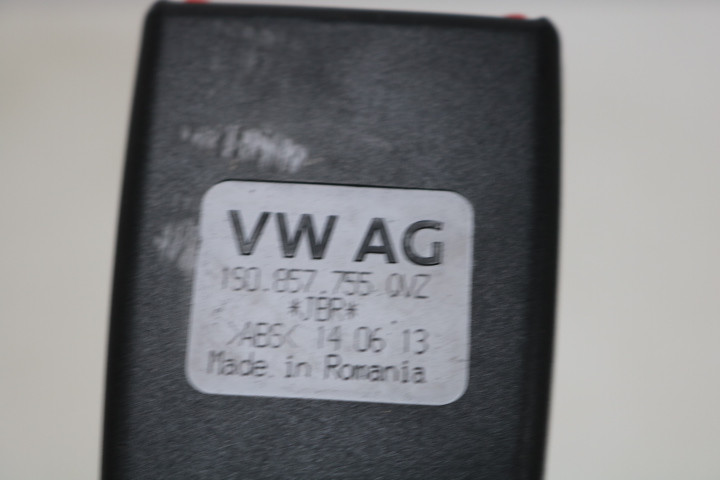 VW AG
1S0.857.755 QVZ
*JBR*
>ABS< 14 06 13
Made in Romania